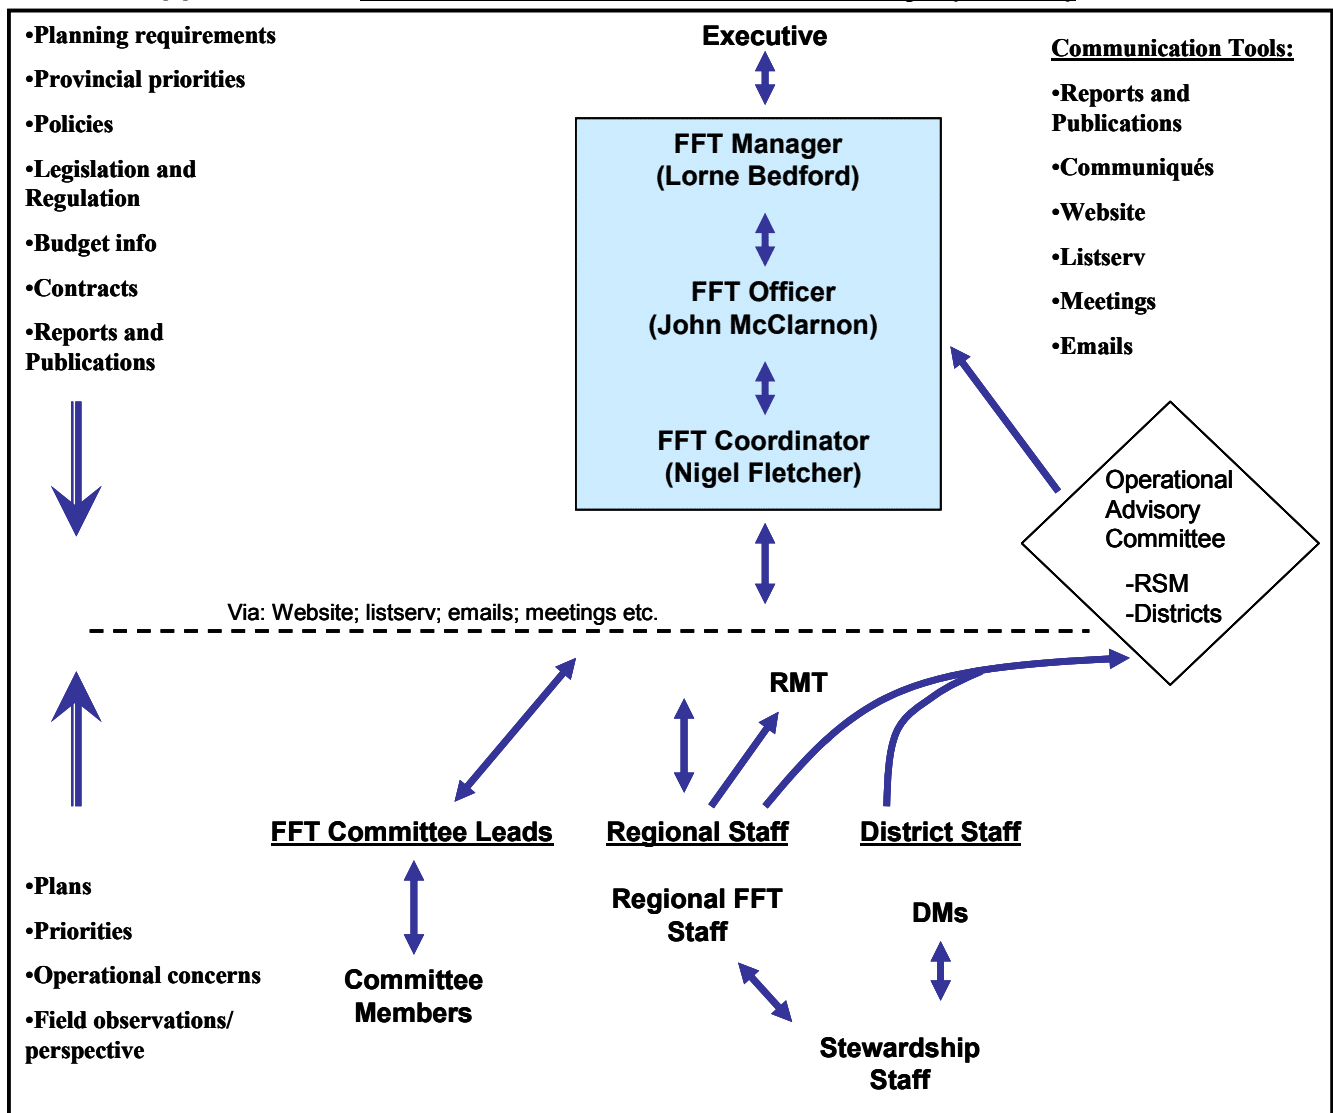 •Planning requirements
•Provincial priorities
•Policies
•Legislation and
Regulation
•Budget info
•Contracts
•Reports and
Publications
Executive
FFT Manager
(Lorne Bedford)
FFT Officer
(John McClarnon)
FFT Coordinator
(Nigel Fletcher)
Communication Tools:
•Reports and
Publications
•Communiqués
•Website
•Listserv
•Meetings
•Emails
Operational
Advisory
Committee
-RSM
-Districts
Via: Website; listserv; emails; meetings etc.
RMT
FFT Committee Leads
Regional Staff
District Staff
Committee
Members
Regional FFT
Staff
DMs
Stewardship
Staff
•Plans
•Priorities
•Operational concerns
•Field observations/
perspective